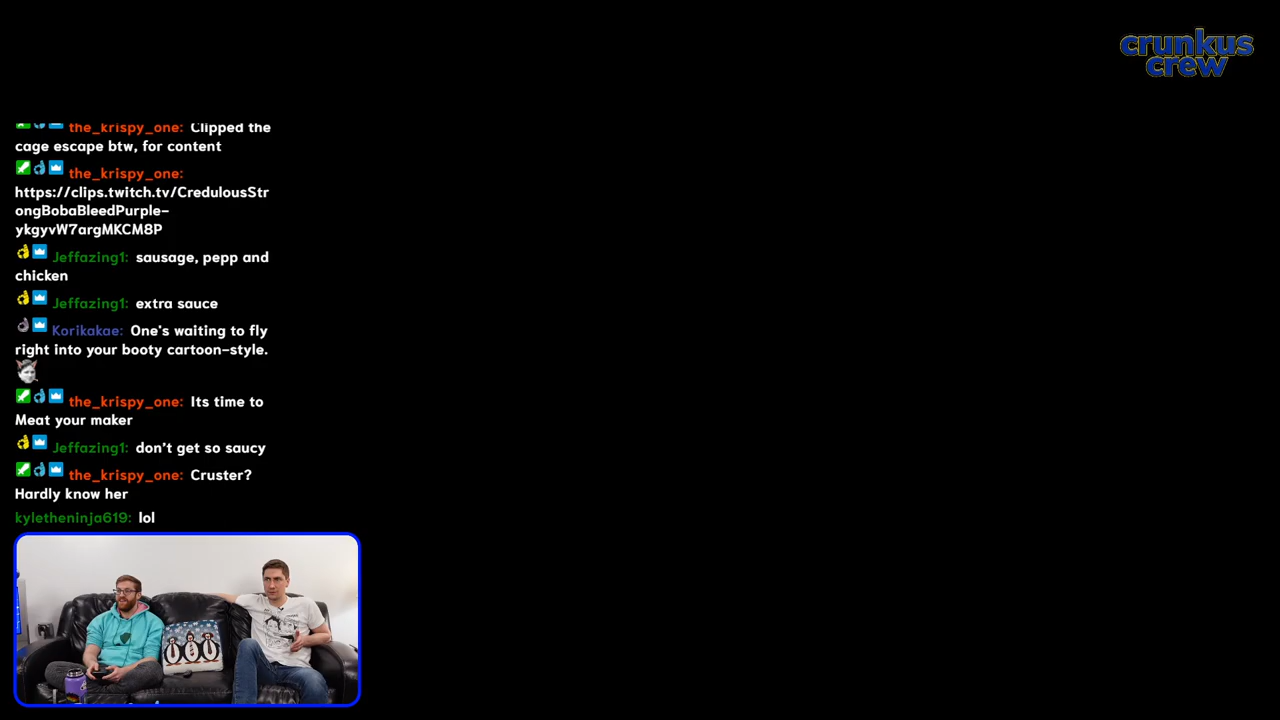 crunkus
crew
the_krispy_one: Clipped the
cage escape btw, for content
the_krispy_one:
https://clips.twitch.tv/CredulousStr
ongBobaBleedPurple-
ykgyvW7argMKCM8P
Jeffazing1: sausage, pepp and
chicken
Jeffazing1: extra sauce
Korikakae: One's waiting to fly
right into your booty cartoon-style.
the_krispy_one: Its time to
Meat your maker
Jeffazing1: don't get so saucy
the_krispy_one: Cruster?
Hardly know her
kyletheninja619: lol